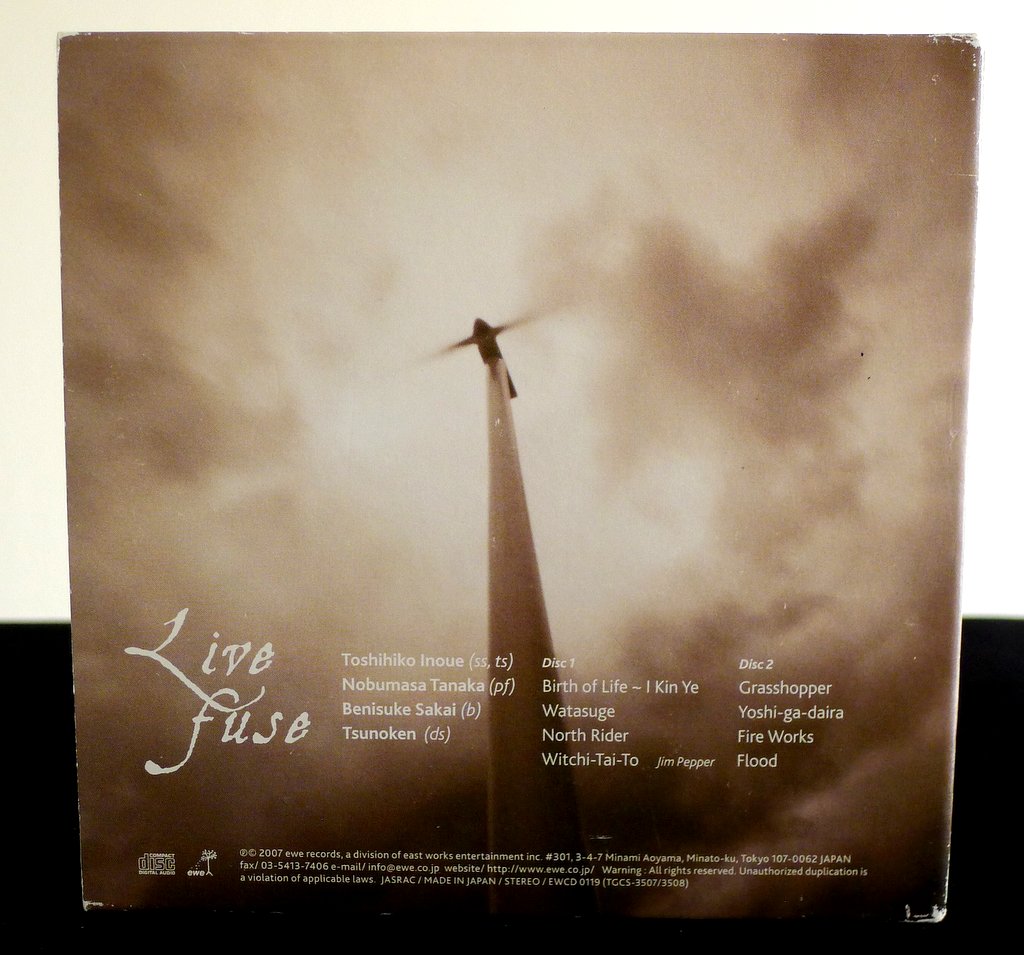 Live
fuse
Toshihiko Inoue (ss, ts)
Nobumasa Tanaka (pf)
Benisuke Sakai (b)
Tsunoken (ds)
Disc 1
Birth of Life ~ I Kin Ye
Watasuge
North Rider
Witchi-Tai-To Jim Pepper
Disc 2
Grasshopper
Yoshi-ga-daira
Fire Works
Flood
COMPACT
disc
DIGITAL AUDIO
ewe
℗© 2007 ewe records, a division of east works entertainment inc. #301, 3-4-7 Minami Aoyama, Minato-ku, Tokyo 107-0062 JAPAN
fax/ 03-5413-7406 e-mail/ info@ewe.co.jp website/ http://www.ewe.co.jp/ Warning : All rights reserved. Unauthorized duplication is
a violation of applicable laws. JASRAC / MADE IN JAPAN / STEREO / EWCD 0119 (TGCS-3507/3508)